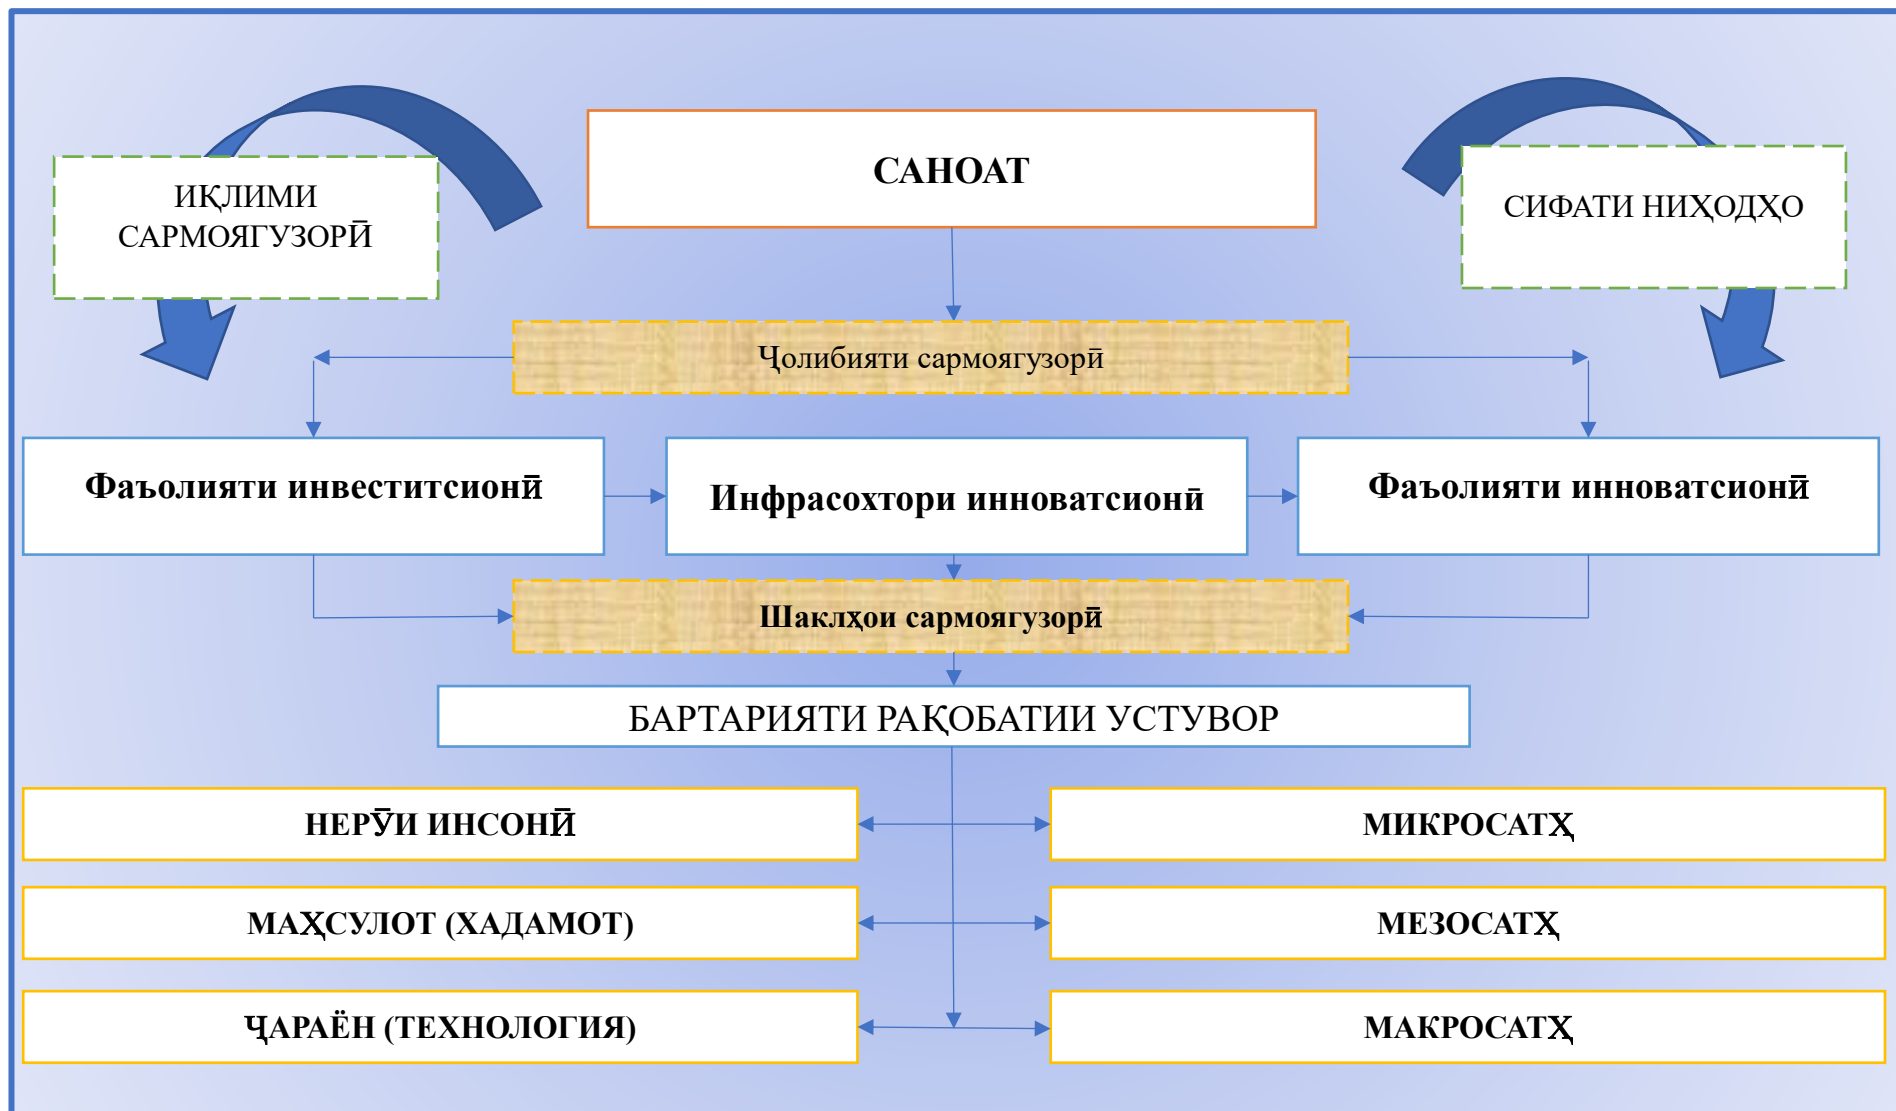 САНОАТ
ИҚЛИМИ
САРМОЯГУЗОРӢ
СИФАТИ НИҲОДҲО
Ҷолибияти сармоягузорӣ
Фаъолияти инвеститсионӣ
Инфрасохтори инноватсионӣ
Фаъолияти инноватсионӣ
Шаклҳои сармоягузорӣ
БАРТАРИЯТИ РАҚОБАТИИ УСТУВОР
НЕРӮИ ИНСОНӢ
МИКРОСАТҲ
МАҲСУЛОТ (ХАДАМОТ)
МЕЗОСАТҲ
ҶАРАЁН (ТЕХНОЛОГИЯ)
МАКРОСАТҲ